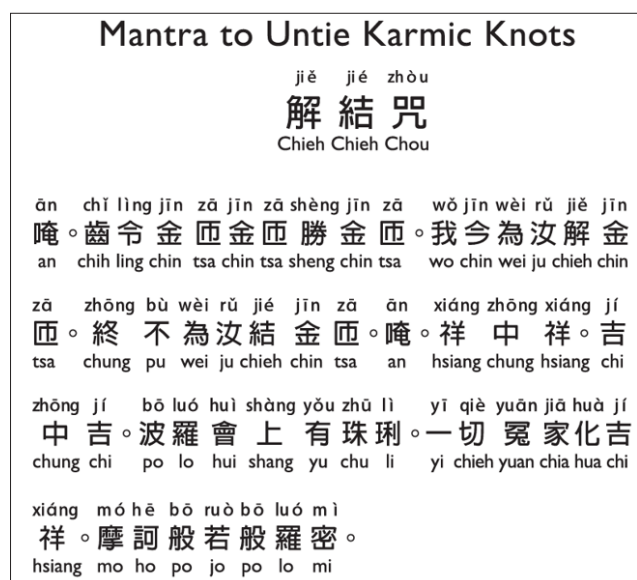 Mantra to Untie Karmic Knots
jiě jié zhòu
解結咒
Chieh Chieh Chou
ān chǐ lìng jīn zā jīn zā shèng jīn zā wǒ jīn wèi rǔ jiě jīn
唵。齒令金匝金匝勝金匝。我今為汝解金
an chih ling chin tsa chin tsa sheng chin tsa wo chin wei ju chieh chin
zā zhōng bù wèi rǔ jié jīn zā ān xiáng zhōng xiáng jí
匝。終不為汝結金匝。唵。祥中祥。吉
tsa chung pu wei ju chieh chin tsa an hsiang chung hsiang chi
zhōng jí bō luó huì shàng yǒu zhū lì yī qiè yuān jiā huà jí
中吉。波羅會上有珠琍。一切冤家化吉
chung chi po lo hui shang yu chu li yi chieh yuan chia hua chi
xiáng mó hē bō ruò bō luó mì
祥。摩訶般若般羅密。
hsiang mo ho po jo po lo mi